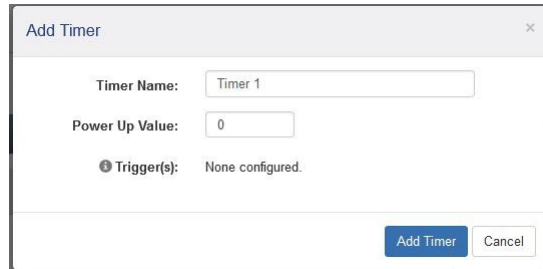 Add Timer ×
Timer Name: Timer 1
Power Up Value: 0
Trigger(s): None configured.
Add Timer Cancel